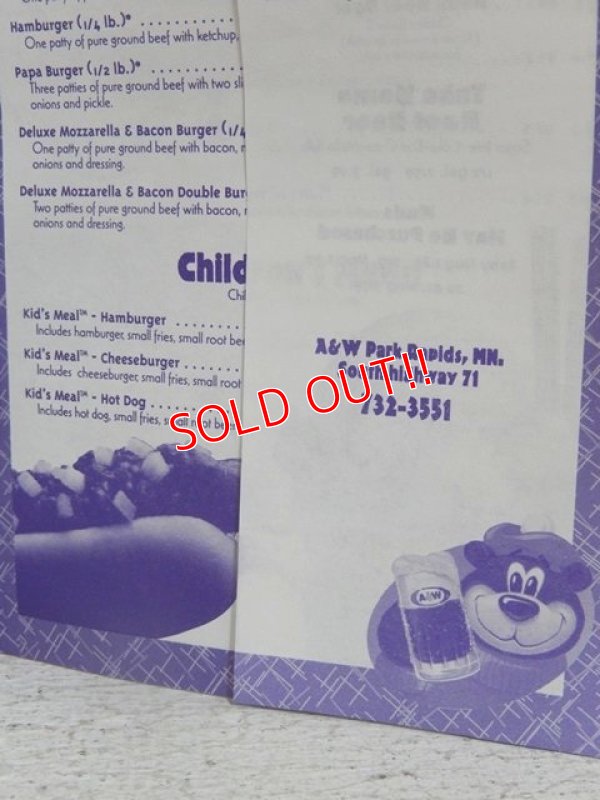 Hamburger (1/4 lb.)®
One patty of pure ground beef with ketchup,
Papa Burger (1/2 lb.)®
Three patties of pure ground beef with two
onions and pickle.
Deluxe Mozzarella & Bacon Burger (1/4
One patty of pure ground beef with bacon,
onions and dressing.
Deluxe Mozzarella & Bacon Double Bur
Two patties of pure ground beef with bacon,
onions and dressing.
Child
Kid's Meal™ - Hamburger
Includes hamburger, small fries, small root
Kid's Meal™ - Cheeseburger
Includes cheeseburger, small fries, small root
Kid's Meal™ - Hot Dog
Includes hot dog, small fries, small root
A&W Park Rapids, MN.
71
732-3551
SOLD OUT!!
A&W